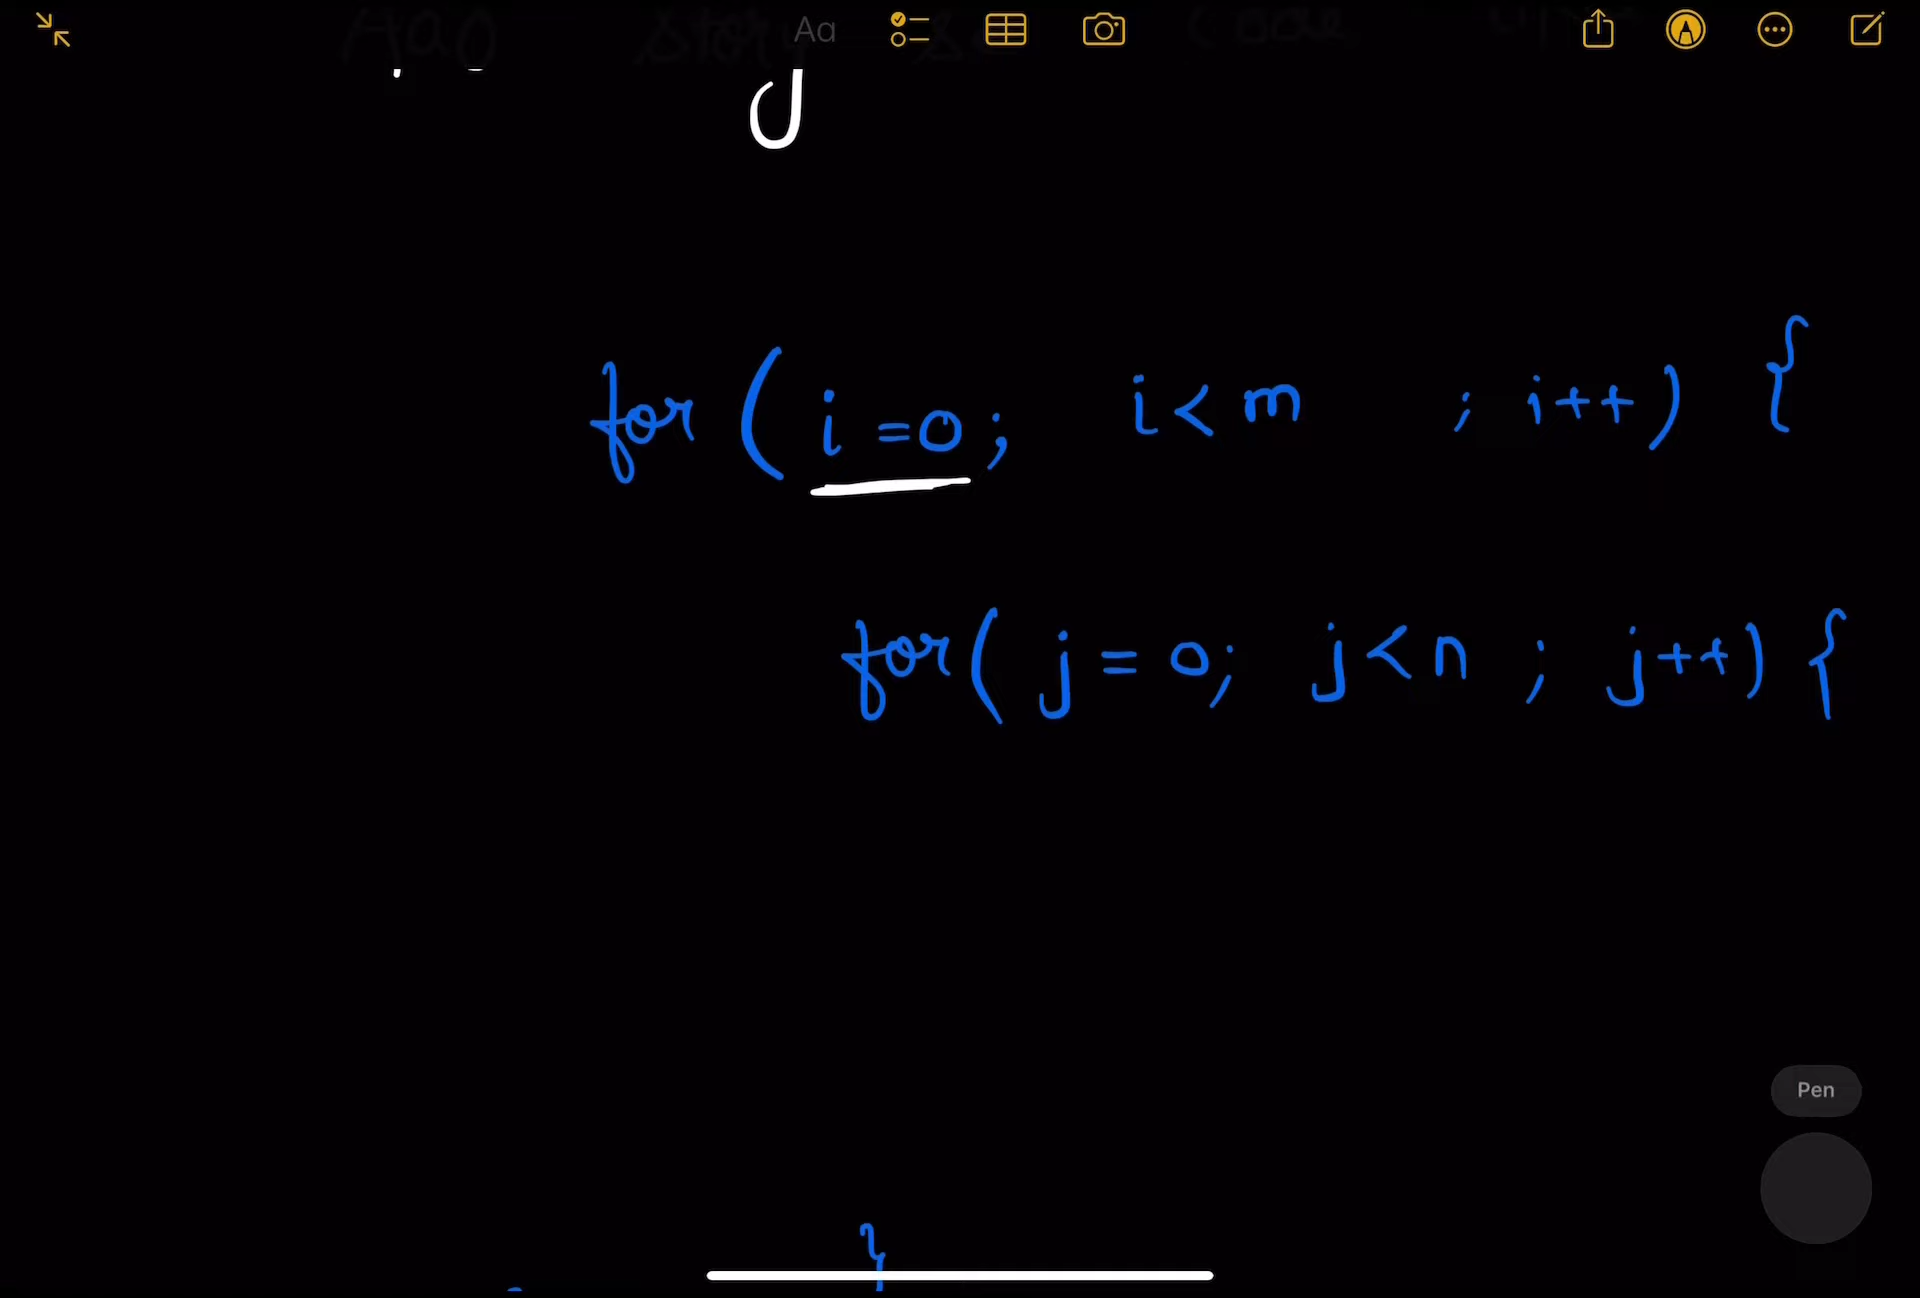 Aa
for ( i =0; i<m ; i++) {
for( j = 0; j<n ; j++) {
Pen
}